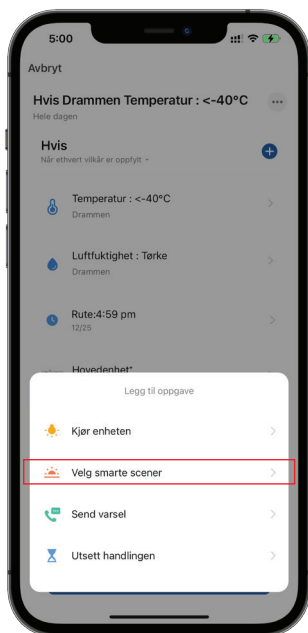 5:00
Avbryt
Hvis Drammen Temperatur : <-40°C
Hele dagen
Hvis
Når ethvert vilkår er oppfylt
Temperatur : <-40°C
Drammen
Luftfuktighet : Tørke
Drammen
Rute:4:59 pm
12/25
Hovedenhet'
Legg til oppgave
Kjør enheten
Velg smarte scener
Send varsel
Utsett handlingen